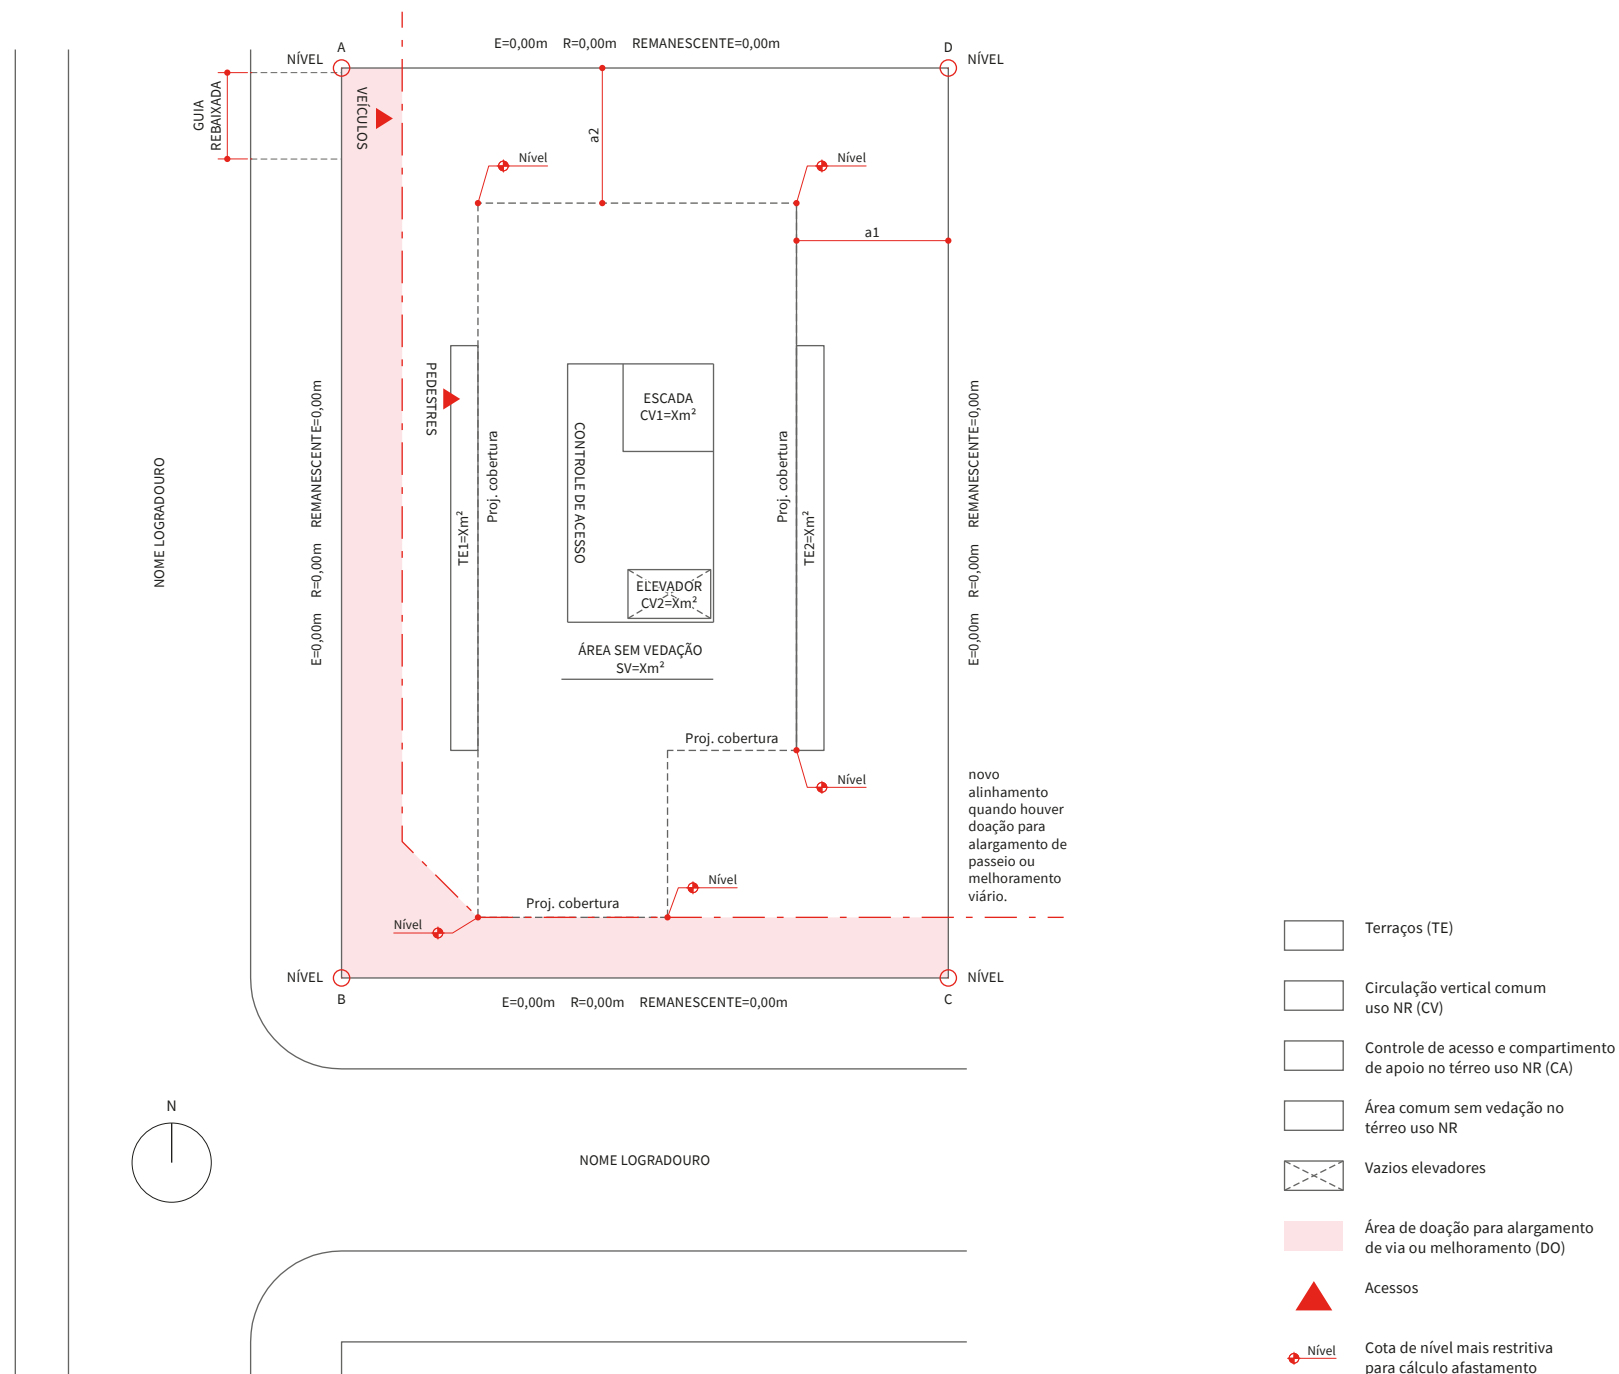 E=0,00m R=0,00m REMANESCENTE=0,00m
A
D
NÍVEL
NÍVEL
GUIA
REBAIXADA
VEÍCULOS
a2
Nível
Nível
a1
PEDESTRES
ESCADA
CV1=Xm²
CONTROLE DE ACESSO
Proj. cobertura
Proj. cobertura
TE1=Xm²
TE2=Xm²
E=0,00m R=0,00m REMANESCENTE=0,00m
E=0,00m R=0,00m REMANESCENTE=0,00m
NOME LOGRADOURO
ELEVADOR
CV2=Xm²
ÁREA SEM VEDAÇÃO
SV=Xm²
Proj. cobertura
Nível
novo
alinhamento
quando houver
doação para
alargamento de
passeio ou
melhoramento
viário.
Nível
Proj. cobertura
Nível
NÍVEL
NÍVEL
B
C
E=0,00m R=0,00m REMANESCENTE=0,00m
N
NOME LOGRADOURO
Terraços (TE)
Circulação vertical comum
uso NR (CV)
Controle de acesso e compartimento
de apoio no térreo uso NR (CA)
Área comum sem vedação no
térreo uso NR
Vazios elevadores
Área de doação para alargamento
de via ou melhoramento (DO)
Acessos
Nível
Cota de nível mais restritiva
para cálculo afastamento